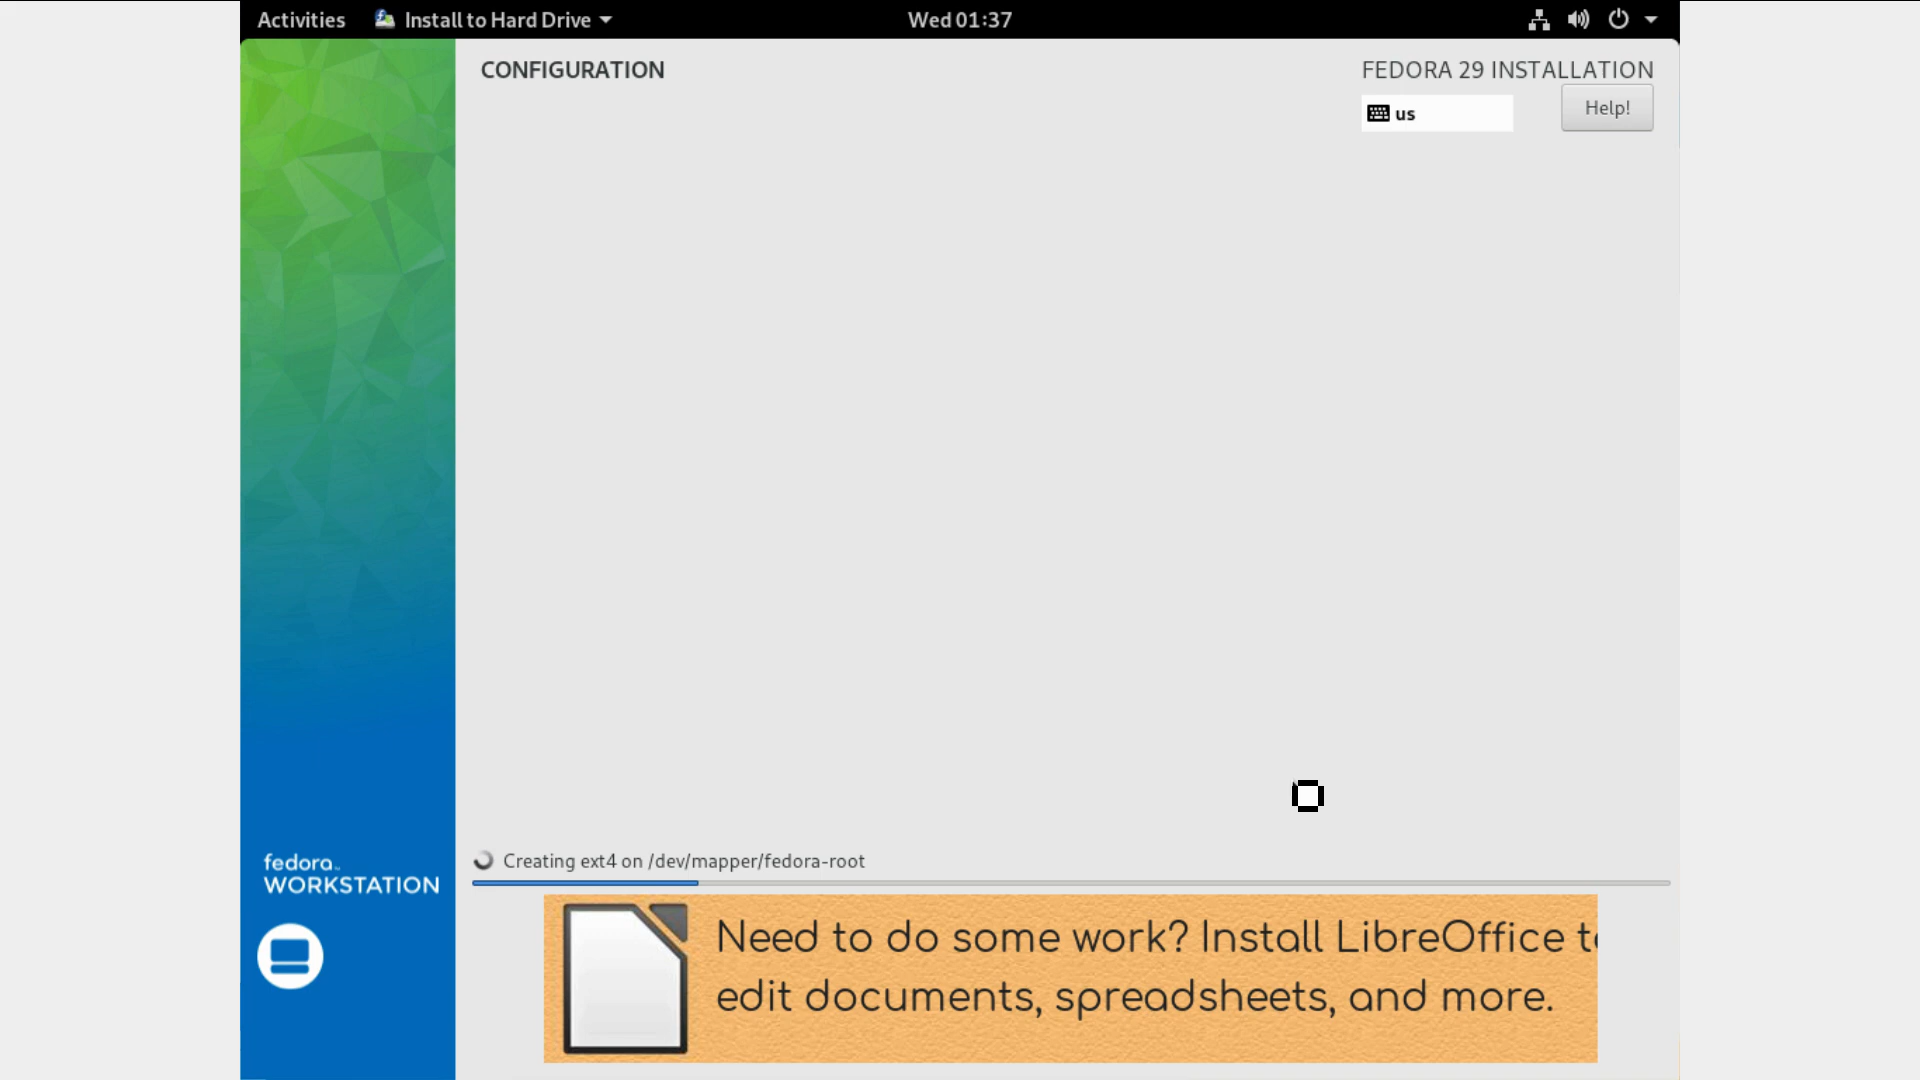 Activities Install to Hard Drive Wed 01:37
CONFIGURATION
FEDORA 29 INSTALLATION
us
Help!
Creating ext4 on /dev/mapper/fedora-root
fedora™
WORKSTATION
Need to do some work? Install LibreOffice
edit documents, spreadsheets, and more.